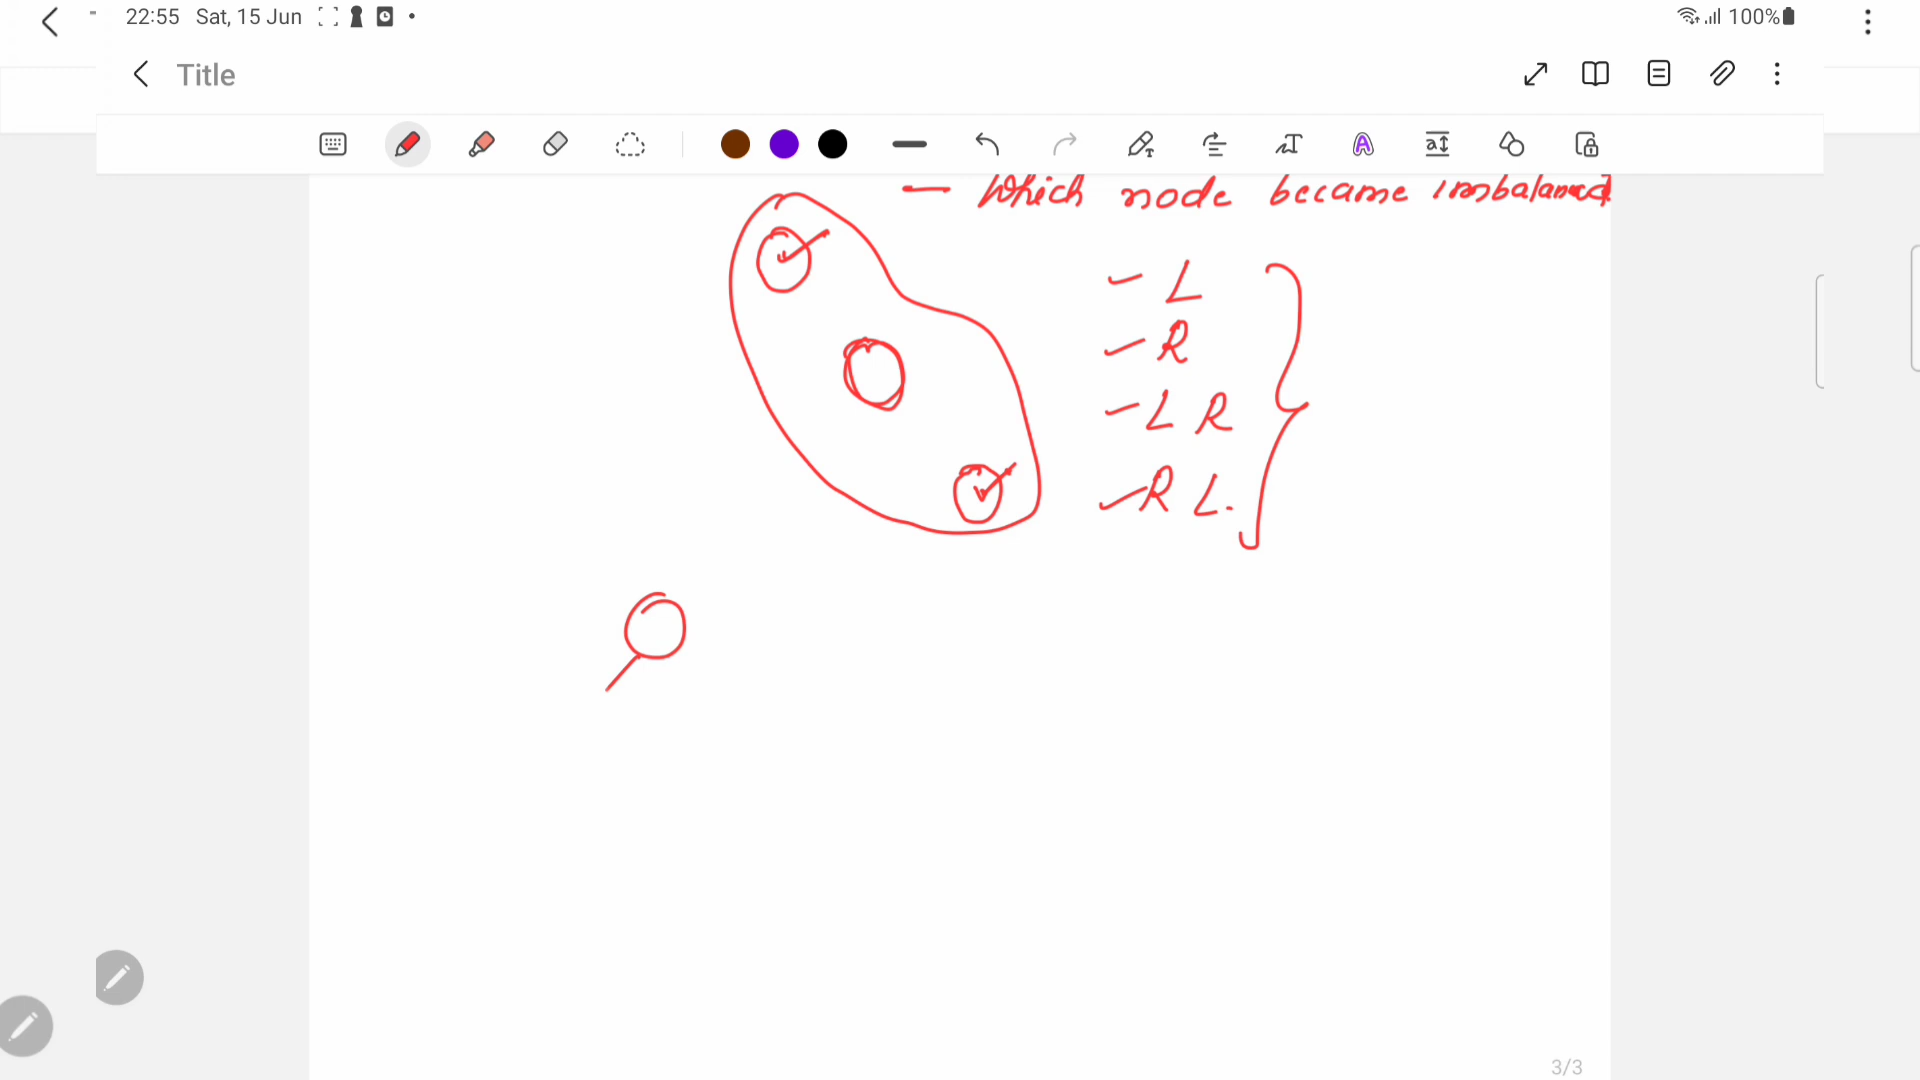 22:55 Sat, 15 Jun 100%
Title
— Which node became imbalanced
- L
- R
- L R
- R L.
3/3